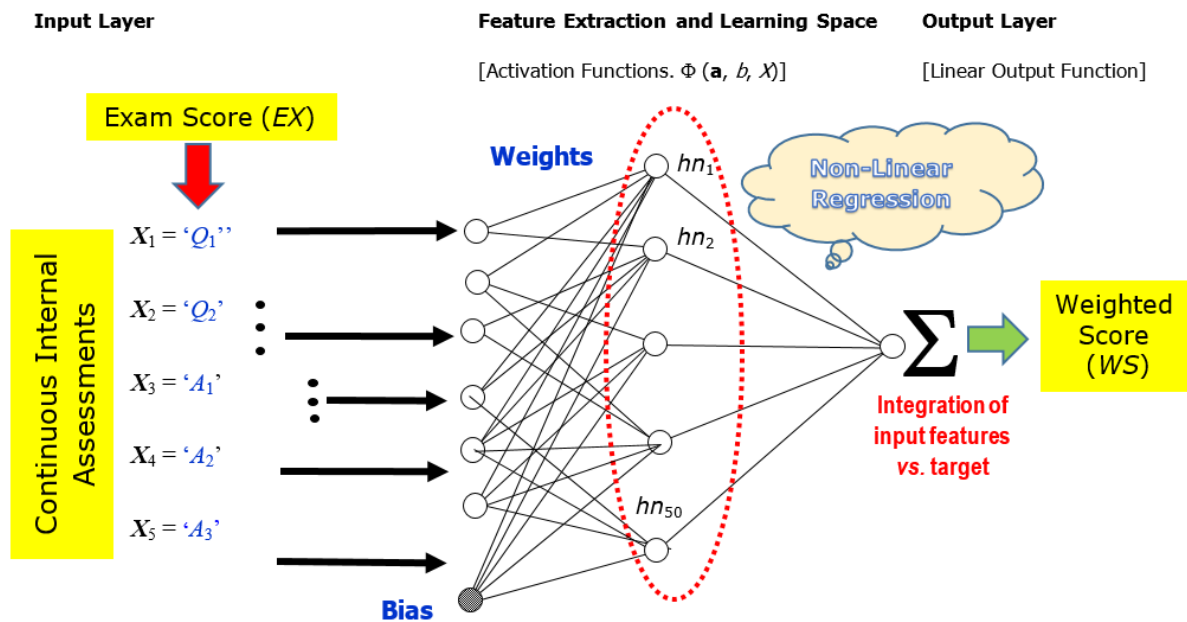 Input Layer
Feature Extraction and Learning Space
Output Layer
[Activation Functions. Φ (a, b, X)]
[Linear Output Function]
Exam Score (EX)
Weights
hn1
Non-Linear
Regression
Continuous Internal
Assessments
X1 = ‘Q1’’
hn2
X2 = ‘Q2’
X3 = ‘A1’
X4 = ‘A2’
X5 = ‘A3’
Σ
Weighted
Score
(WS)
Integration of
input features
vs. target
hn50
Bias